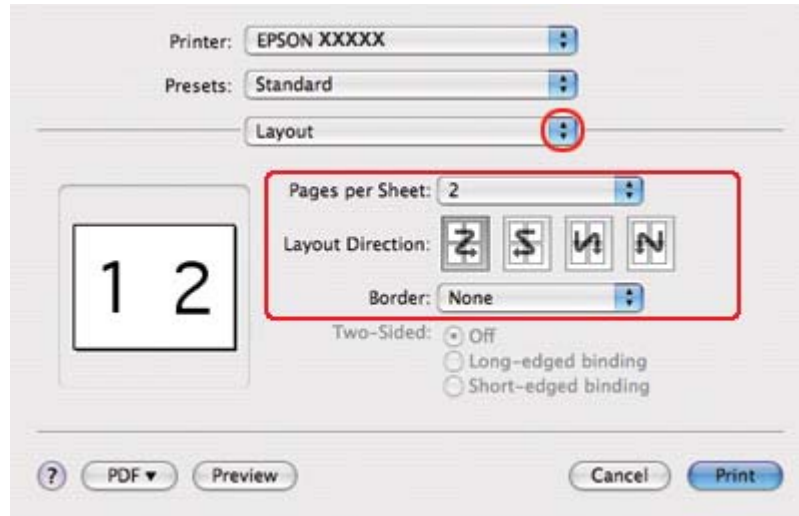 Printer: EPSON XXXXX
Presets: Standard
Layout
Pages per Sheet: 2
Layout Direction:
Border: None
1 2
Two-Sided: Off
Long-edged binding
Short-edged binding
? PDF ▼ Preview Cancel Print